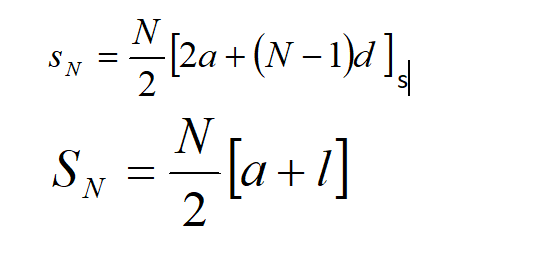 s_N = N/2 [2a + (N − 1)d] s
S_N = N/2 [a + l]